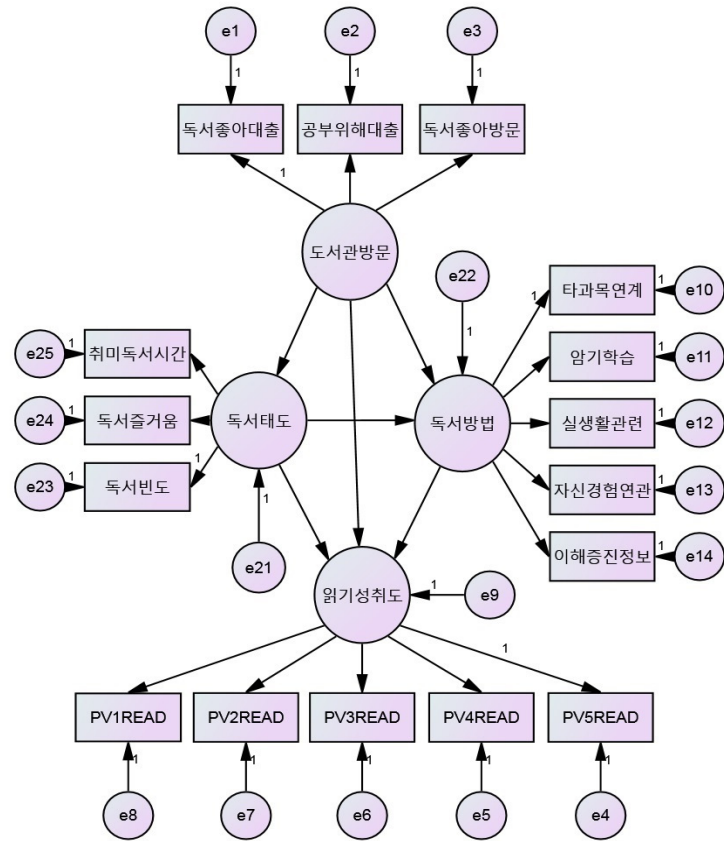 e1
e2
e3
1
1
1
독서좋아대출
공부위해대출
독서좋아방문
1
도서관방문
e22
1
타과목연계
1
e10
1
e25
1
취미독서시간
암기학습
1
e11
e24
1
독서즐거움
독서태도
독서방법
실생활관련
1
e12
e23
1
독서빈도
1
자신경험연관
1
e13
1
e21
이해증진정보
1
e14
읽기성취도
1
e9
1
PV1READ
PV2READ
PV3READ
PV4READ
PV5READ
1
1
1
1
1
e8
e7
e6
e5
e4